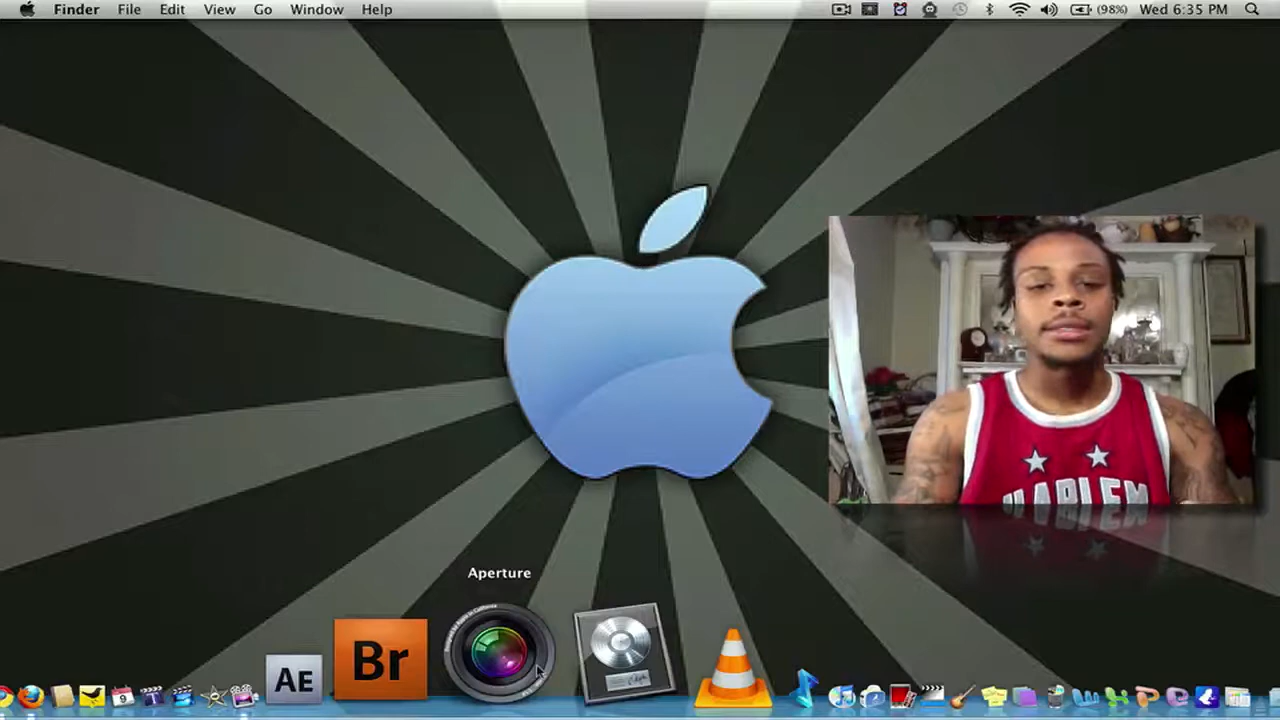 Finder File Edit View Go Window Help (98%) Wed 6:35 PM
HARLEM
Aperture
AE
Br